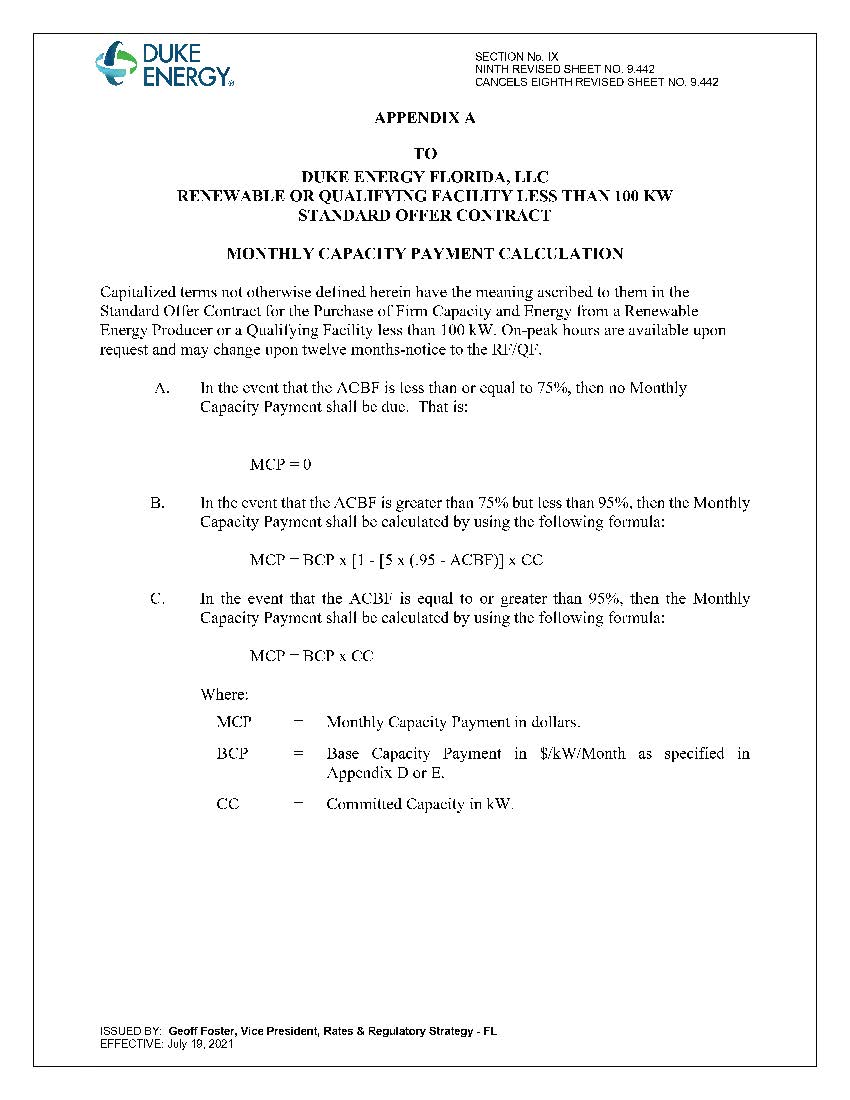 DUKE
ENERGY®
SECTION No. IX
NINTH REVISED SHEET NO. 9.442
CANCELS EIGHTH REVISED SHEET NO. 9.442
APPENDIX A
TO
DUKE ENERGY FLORIDA, LLC
RENEWABLE OR QUALIFYING FACILITY LESS THAN 100 KW
STANDARD OFFER CONTRACT
MONTHLY CAPACITY PAYMENT CALCULATION
Capitalized terms not otherwise defined herein have the meaning ascribed to them in the
Standard Offer Contract for the Purchase of Firm Capacity and Energy from a Renewable
Energy Producer or a Qualifying Facility less than 100 kW. On-peak hours are available upon
request and may change upon twelve months-notice to the RF/QF.
A. In the event that the ACBF is less than or equal to 75%, then no Monthly
Capacity Payment shall be due. That is:
MCP = 0
B. In the event that the ACBF is greater than 75% but less than 95%, then the Monthly
Capacity Payment shall be calculated by using the following formula:
MCP = BCP x [1 - [5 x (.95 - ACBF)] x CC
C. In the event that the ACBF is equal to or greater than 95%, then the Monthly
Capacity Payment shall be calculated by using the following formula:
MCP = BCP x CC
Where:
MCP = Monthly Capacity Payment in dollars.
BCP = Base Capacity Payment in $/kW/Month as specified in
Appendix D or E.
CC = Committed Capacity in kW.
ISSUED BY: Geoff Foster, Vice President, Rates & Regulatory Strategy - FL
EFFECTIVE: July 19, 2021